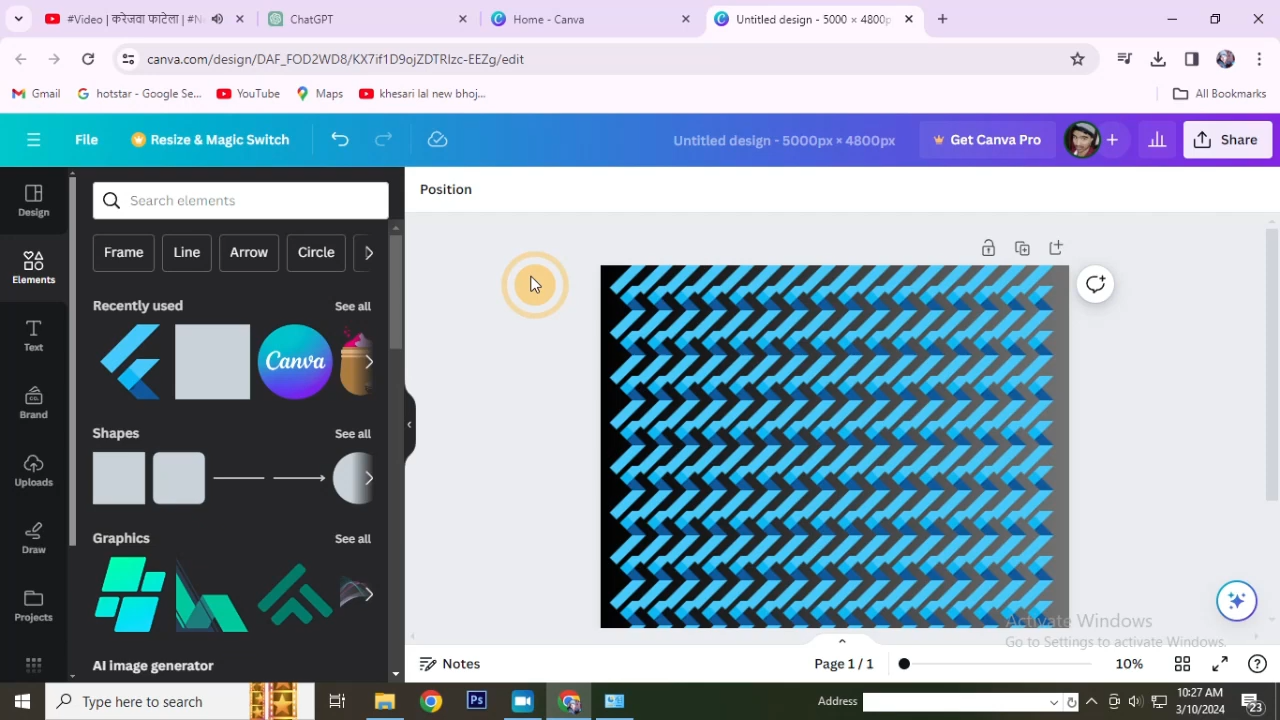 #Video | करेजवा फाटेला | #Ne
ChatGPT
Home - Canva
Untitled design - 5000 × 4800p
canva.com/design/DAF_FOD2WD8/KX7if1D9ojZDTRIzc-EEZg/edit
Gmail
hotstar - Google Se...
YouTube
Maps
khesari lal new bhoj...
All Bookmarks
File
Resize & Magic Switch
Untitled design - 5000px × 4800px
Get Canva Pro
Share
Design
Elements
Text
Brand
Uploads
Draw
Projects
Search elements
Frame
Line
Arrow
Circle
Recently used
See all
Canva
Shapes
See all
Graphics
See all
AI image generator
Position
Activate Windows
Go to Settings to activate Windows.
Notes
Page 1 / 1
10%
Type here to search
Ps
Address
10:27 AM
3/10/2024
23